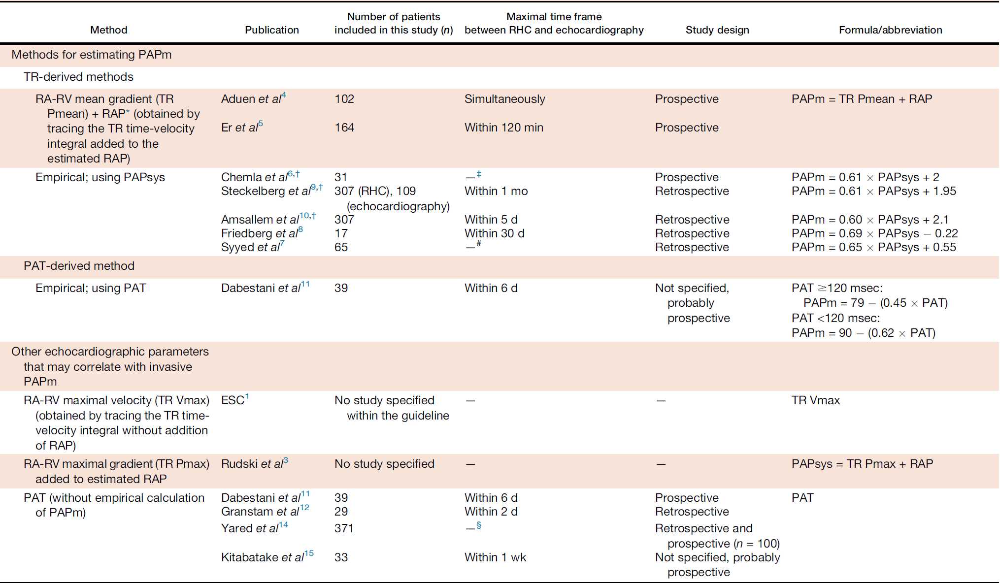 Method Publication Number of patients included in this study (n) Maximal time frame between RHC and echocardiography Study design Formula/abbreviation
Methods for estimating PAPm
TR-derived methods
RA-RV mean gradient (TR Aduen et al4 102 Simultaneously Prospective PAPm = TR Pmean + RAP
Pmean) + RAP* (obtained by
tracing the TR time-velocity Er et al5 164 Within 120 min Prospective
integral added to the
estimated RAP)
Empirical; using PAPsys Chemla et al6,† 31 —‡ Prospective PAPm = 0.61 × PAPsys + 2
Steckelberg et al9,† 307 (RHC), 109 Within 1 mo Retrospective PAPm = 0.61 × PAPsys + 1.95
(echocardiography)
Amsallem et al10,† 307 Within 5 d Retrospective PAPm = 0.60 × PAPsys + 2.1
Friedberg et al8 17 Within 30 d Retrospective PAPm = 0.69 × PAPsys − 0.22
Syyed et al7 65 —# Retrospective PAPm = 0.65 × PAPsys + 0.55
PAT-derived method
Empirical; using PAT Dabestani et al11 39 Within 6 d Not specified, PAT ≥120 msec:
probably PAPm = 79 − (0.45 × PAT)
prospective PAT <120 msec:
PAPm = 90 − (0.62 × PAT)
Other echocardiographic parameters
that may correlate with invasive
PAPm
RA-RV maximal velocity (TR Vmax) ESC1 No study specified — — TR Vmax
(obtained by tracing the TR time- within the guideline
velocity integral without addition
of RAP)
RA-RV maximal gradient (TR Pmax) Rudski et al3 No study specified — — PAPsys = TR Pmax + RAP
added to estimated RAP
PAT (without empirical calculation Dabestani et al11 39 Within 6 d Prospective PAT
of PAPm) Granstam et al12 29 Within 2 d Retrospective
Yared et al14 371 —§ Retrospective and
prospective (n = 100)
Kitabatake et al15 33 Within 1 wk Not specified, probably
prospective